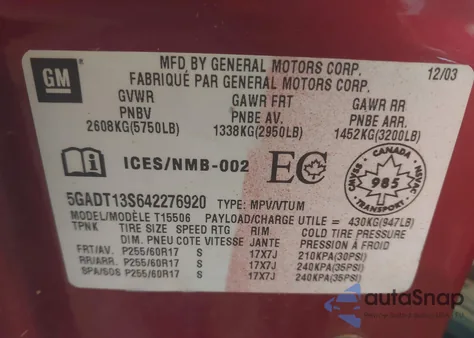 GM
MFD BY GENERAL MOTORS CORP.
FABRIQUÉ PAR GENERAL MOTORS CORP.
12/03
GVWR GAWR FRT GAWR RR
PNBV PNBE AV. PNBE ARR.
2608KG(5750LB) 1338KG(2950LB) 1452KG(3200LB)
ICES/NMB-002 EC
CANADA
CMVSS NSVAC
985
TRANSPORT
5GADT13S642276920 TYPE: MPV/VTUM
MODEL/MODÈLE T15506 PAYLOAD/CHARGE UTILE = 430KG(947LB)
TPNK TIRE SIZE SPEED RTG RIM COLD TIRE PRESSURE
DIM. PNEU COTE VITESSE JANTE PRESSION À FROID
FRT/AV. P255/60R17 S 17X7J 210KPA(30PSI)
RR/ARR. P255/60R17 S 17X7J 240KPA(35PSI)
SPA/SOS P255/60R17 S 17X7J 240KPA(35PSI)
autoSnap